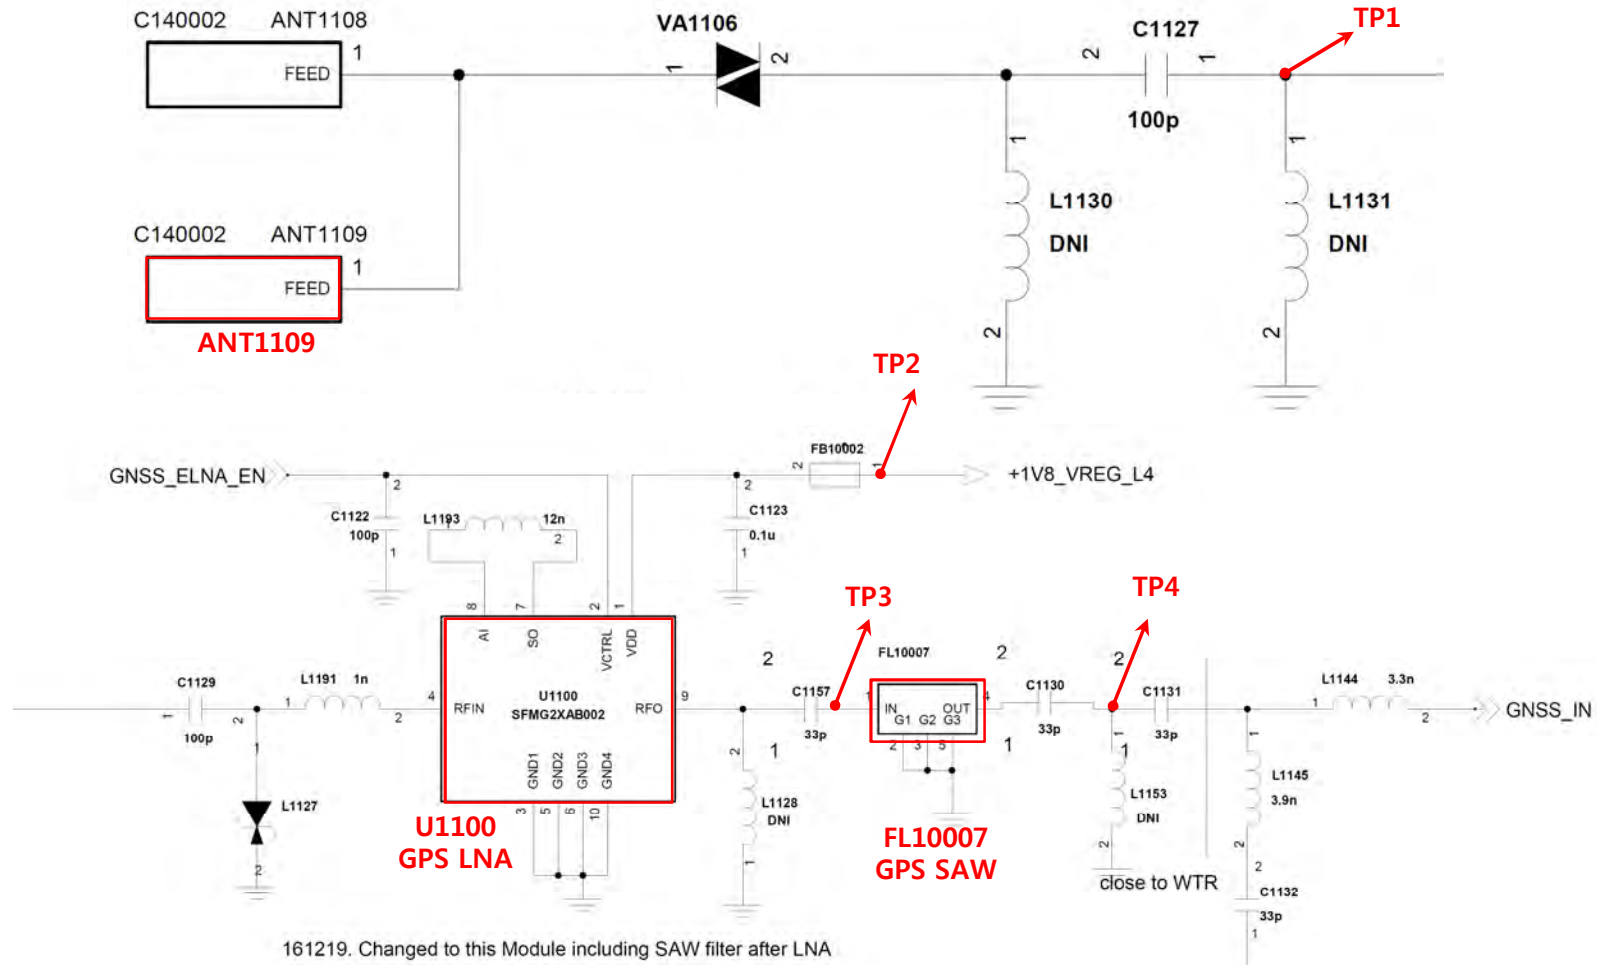 C140002 ANT1108
1
FEED
VA1106
1
2
2
C1127
1
100p
TP1
1
L1130
DNI
2
1
L1131
DNI
2
C140002 ANT1109
1
FEED
ANT1109
TP2
GNSS_ELNA_EN
2
C1122
100p
1
L1193
12n
2
2
C1123
0.1u
1
FB10002
2
1
+1V8_VREG_L4
8
7
2
1
AI
SO
VCTRL
VDD
TP3
TP4
C1129
1
2
100p
L1191 1n
1
2
4
RFIN
U1100
SFMG2XAB002
RFO
9
2
C1157
33p
1
FL10007
1
IN
OUT
4
G1 G2 G3
2 3 5
2
C1130
33p
1
2
C1131
33p
1
L1144 3.3n
1
2
GNSS_IN
1
L1127
2
GND1
GND2
GND3
GND4
3
5
6
10
U1100
GPS LNA
2
L1128
DNI
1
FL10007
GPS SAW
1
L1153
DNI
2
close to WTR
1
L1145
3.9n
2
2
C1132
33p
1
161219. Changed to this Module including SAW filter after LNA